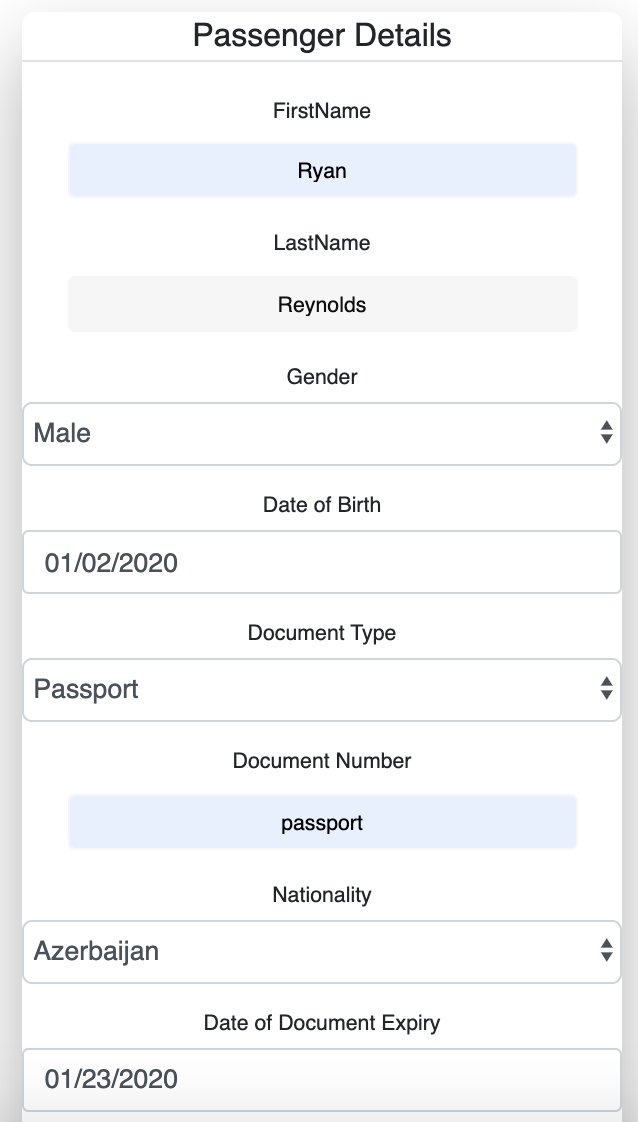 Passenger Details
FirstName
Ryan
LastName
Reynolds
Gender
Male
Date of Birth
01/02/2020
Document Type
Passport
Document Number
passport
Nationality
Azerbaijan
Date of Document Expiry
01/23/2020